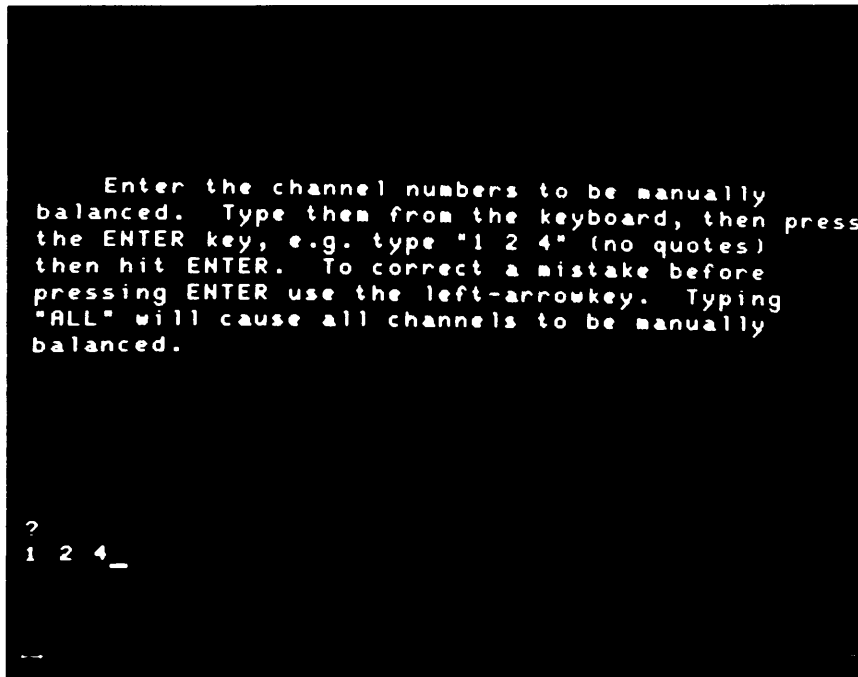 Enter the channel numbers to be manually
balanced.  Type them from the keyboard, then press
the ENTER key, e.g. type "1 2 4" (no quotes)
then hit ENTER.  To correct a mistake before
pressing ENTER use the left-arrowkey.  Typing
"ALL" will cause all channels to be manually
balanced.
?
1 2 4_